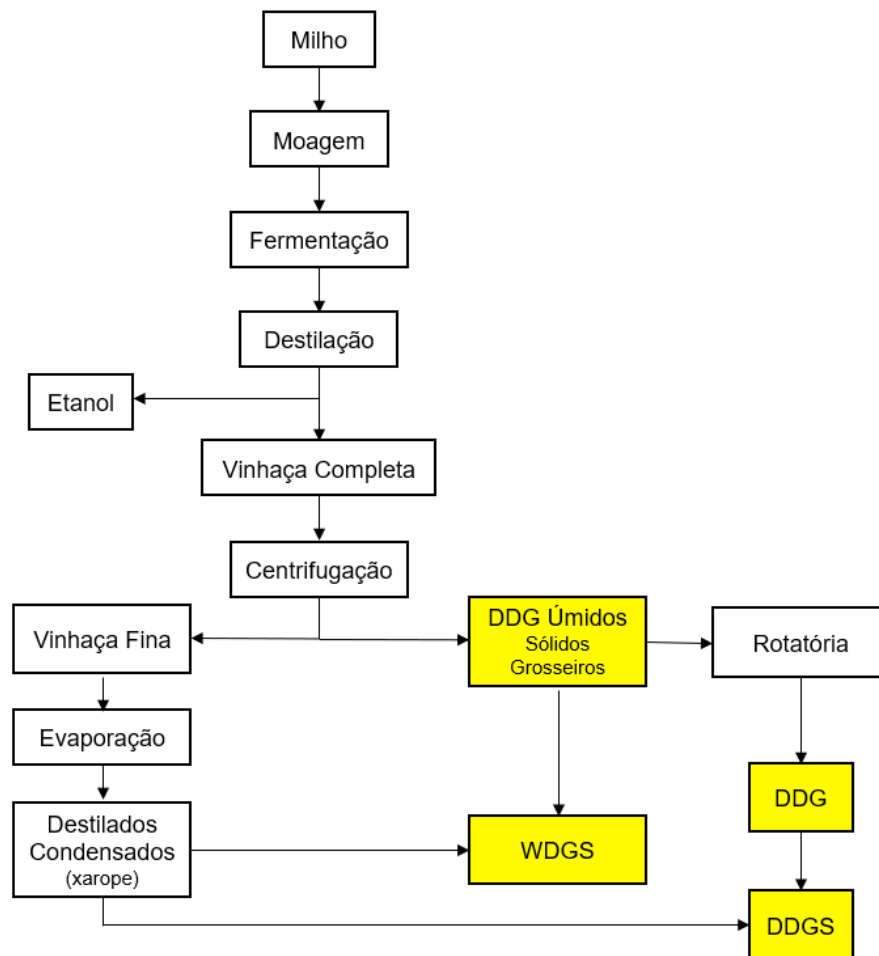 Milho
Moagem
Fermentação
Destilação
Etanol
Vinhaça Completa
Centrifugação
Vinhaça Fina
DDG Úmidos
Sólidos
Grosseiros
Rotatória
Evaporação
DDG
Destilados
Condensados
(xarope)
WDGS
DDGS